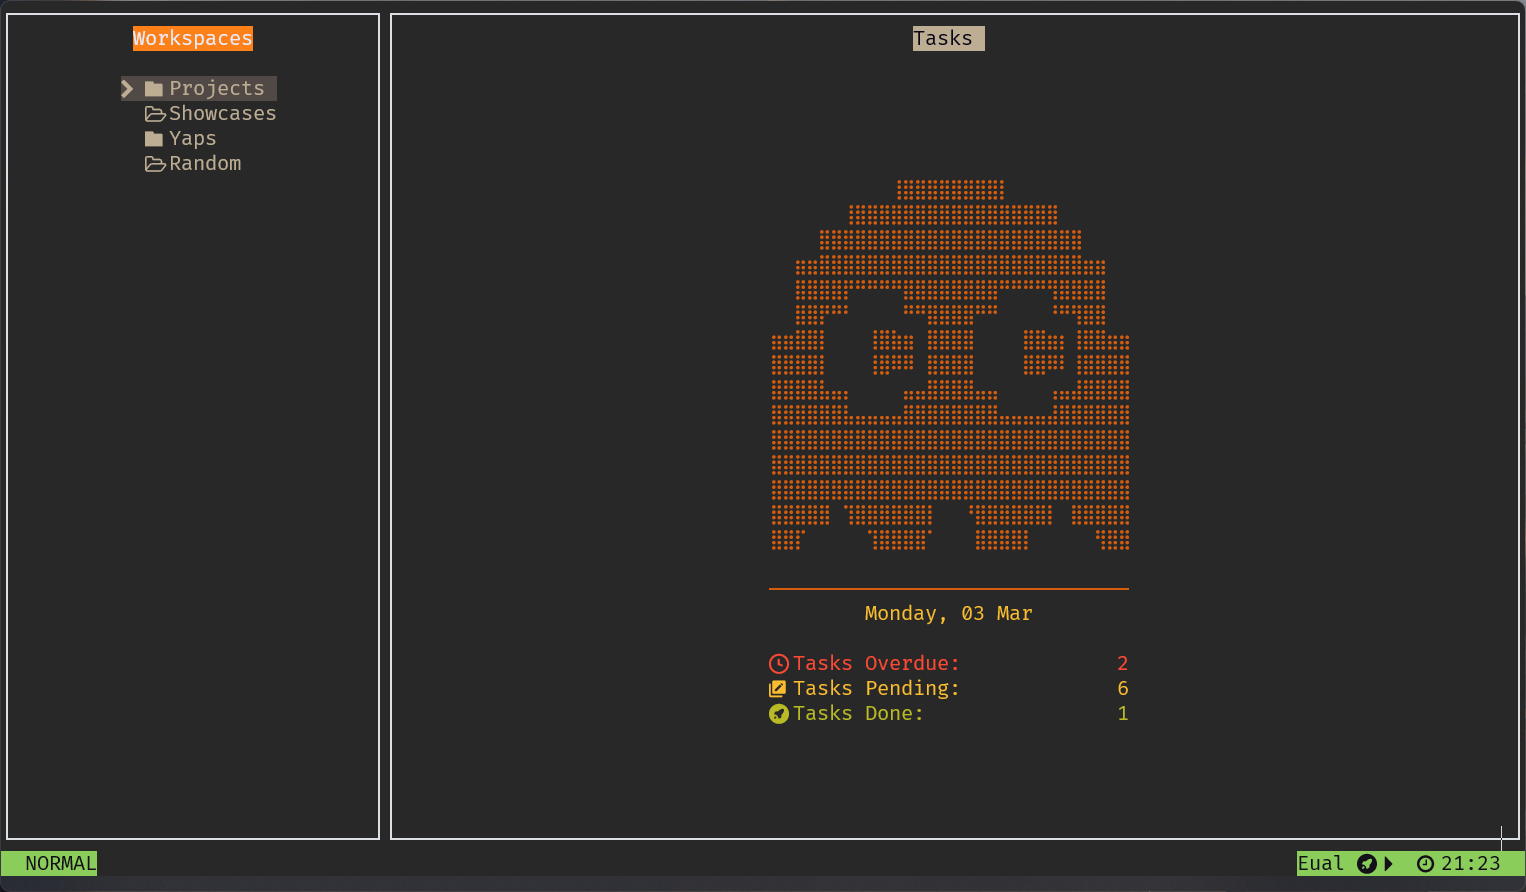 Workspaces
Projects
Showcases
Yaps
Random
Tasks
Monday, 03 Mar
Tasks Overdue: 2
Tasks Pending: 6
Tasks Done: 1
NORMAL
Eual 21:23